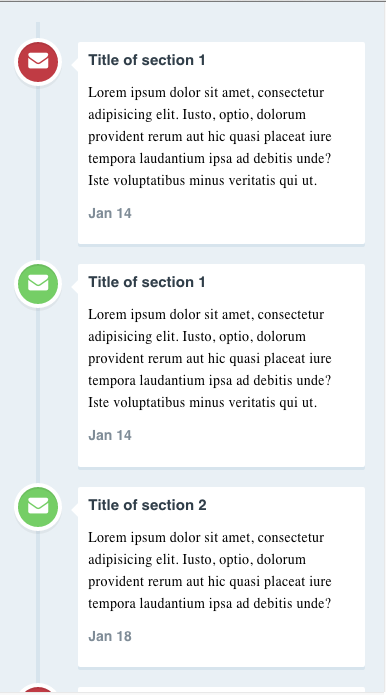 Title of section 1
Lorem ipsum dolor sit amet, consectetur
adipisicing elit. Iusto, optio, dolorum
provident rerum aut hic quasi placeat iure
tempora laudantium ipsa ad debitis unde?
Iste voluptatibus minus veritatis qui ut.
Jan 14
Title of section 1
Lorem ipsum dolor sit amet, consectetur
adipisicing elit. Iusto, optio, dolorum
provident rerum aut hic quasi placeat iure
tempora laudantium ipsa ad debitis unde?
Iste voluptatibus minus veritatis qui ut.
Jan 14
Title of section 2
Lorem ipsum dolor sit amet, consectetur
adipisicing elit. Iusto, optio, dolorum
provident rerum aut hic quasi placeat iure
tempora laudantium ipsa ad debitis unde?
Jan 18